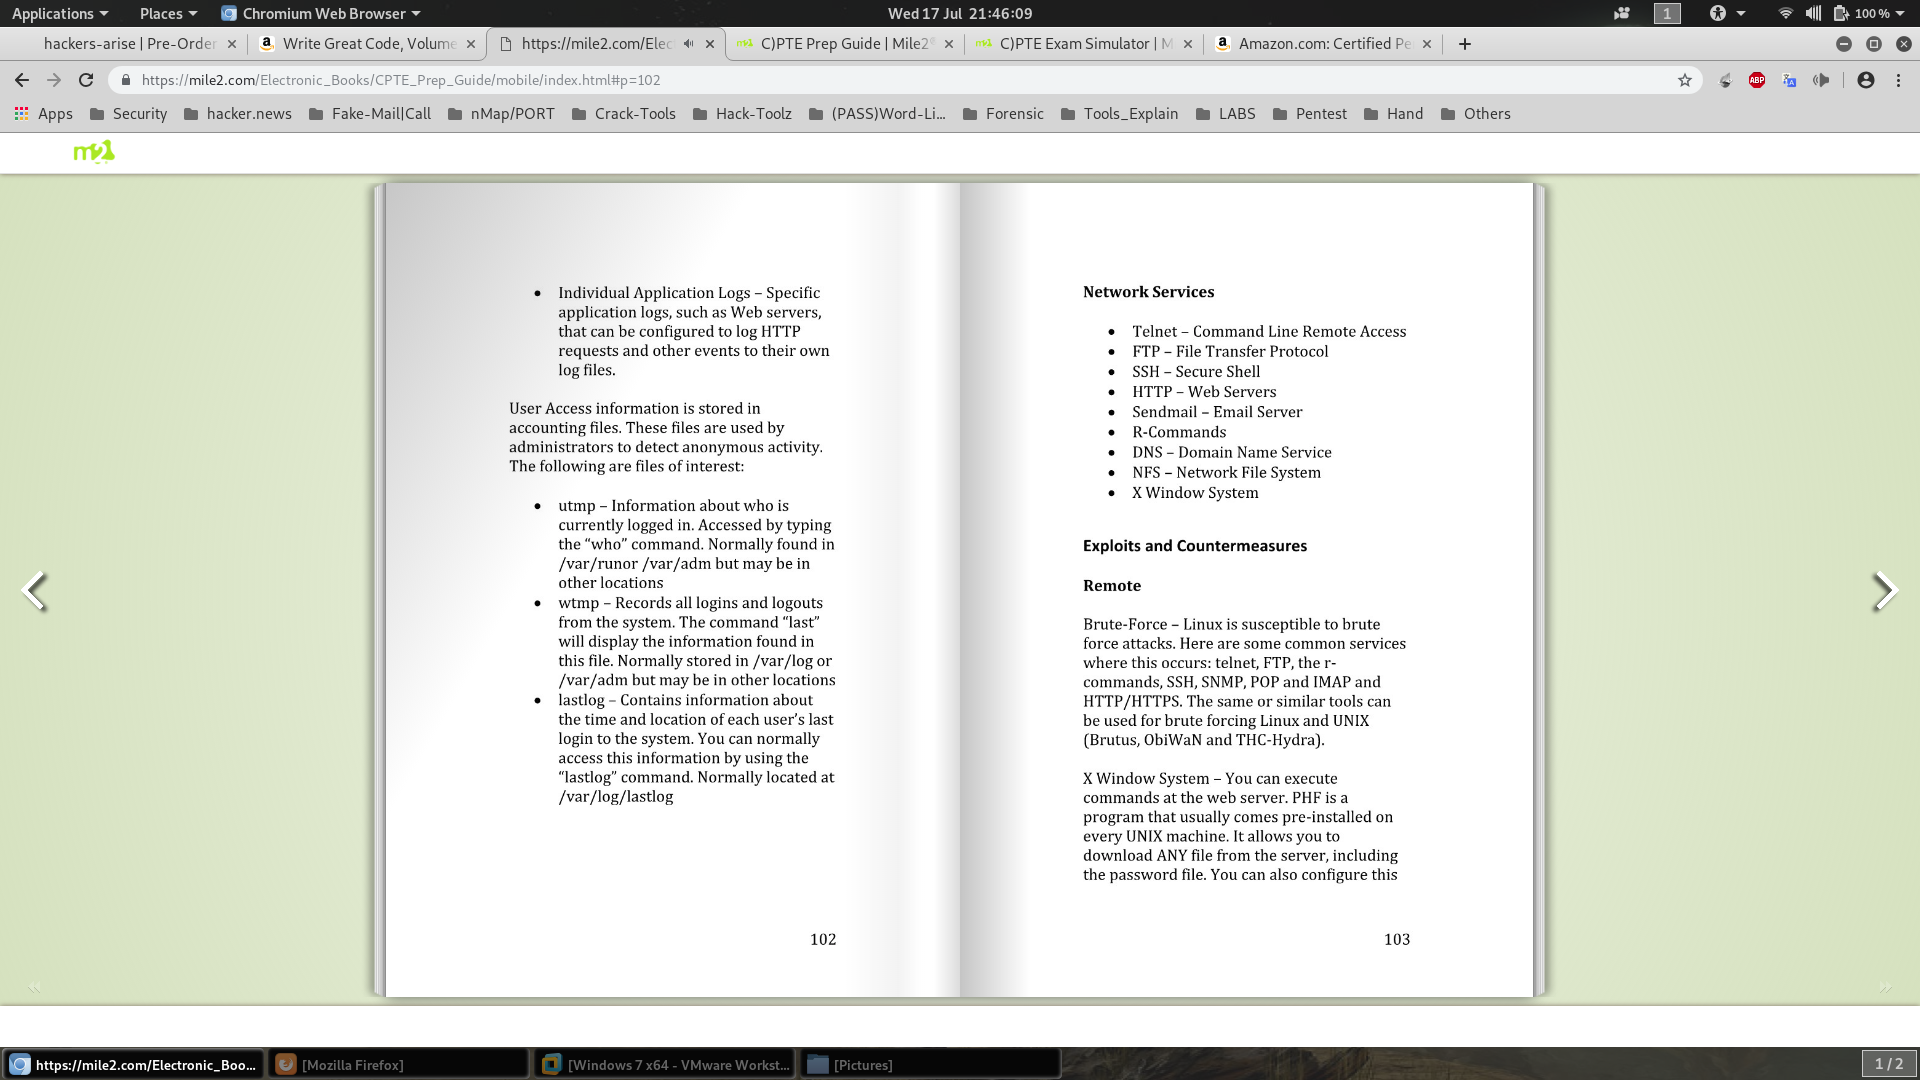 Applications
Places
Chromium Web Browser
Wed 17 Jul 21:46:09
1
100 %
hackers-arise | Pre-Order
Write Great Code, Volume
https://mile2.com/Elec
C)PTE Prep Guide | Mile2
C)PTE Exam Simulator | M
Amazon.com: Certified Pe
https://mile2.com/Electronic_Books/CPTE_Prep_Guide/mobile/index.html#p=102
ABP
Apps
Security
hacker.news
Fake-Mail|Call
nMap/PORT
Crack-Tools
Hack-Toolz
(PASS)Word-Li...
Forensic
Tools_Explain
LABS
Pentest
Hand
Others
m2
• Individual Application Logs – Specific
application logs, such as Web servers,
that can be configured to log HTTP
requests and other events to their own
log files.
User Access information is stored in
accounting files. These files are used by
administrators to detect anonymous activity.
The following are files of interest:
• utmp – Information about who is
currently logged in. Accessed by typing
the “who” command. Normally found in
/var/runor /var/adm but may be in
other locations
• wtmp – Records all logins and logouts
from the system. The command “last”
will display the information found in
this file. Normally stored in /var/log or
/var/adm but may be in other locations
• lastlog – Contains information about
the time and location of each user’s last
login to the system. You can normally
access this information by using the
“lastlog” command. Normally located at
/var/log/lastlog
102
Network Services
• Telnet – Command Line Remote Access
• FTP – File Transfer Protocol
• SSH – Secure Shell
• HTTP – Web Servers
• Sendmail – Email Server
• R-Commands
• DNS – Domain Name Service
• NFS – Network File System
• X Window System
Exploits and Countermeasures
Remote
Brute-Force – Linux is susceptible to brute
force attacks. Here are some common services
where this occurs: telnet, FTP, the r-
commands, SSH, SNMP, POP and IMAP and
HTTP/HTTPS. The same or similar tools can
be used for brute forcing Linux and UNIX
(Brutus, ObiWaN and THC-Hydra).
X Window System – You can execute
commands at the web server. PHF is a
program that usually comes pre-installed on
every UNIX machine. It allows you to
download ANY file from the server, including
the password file. You can also configure this
103
https://mile2.com/Electronic_Boo...
[Mozilla Firefox]
[Windows 7 x64 - VMware Workst...
[Pictures]
1 / 2